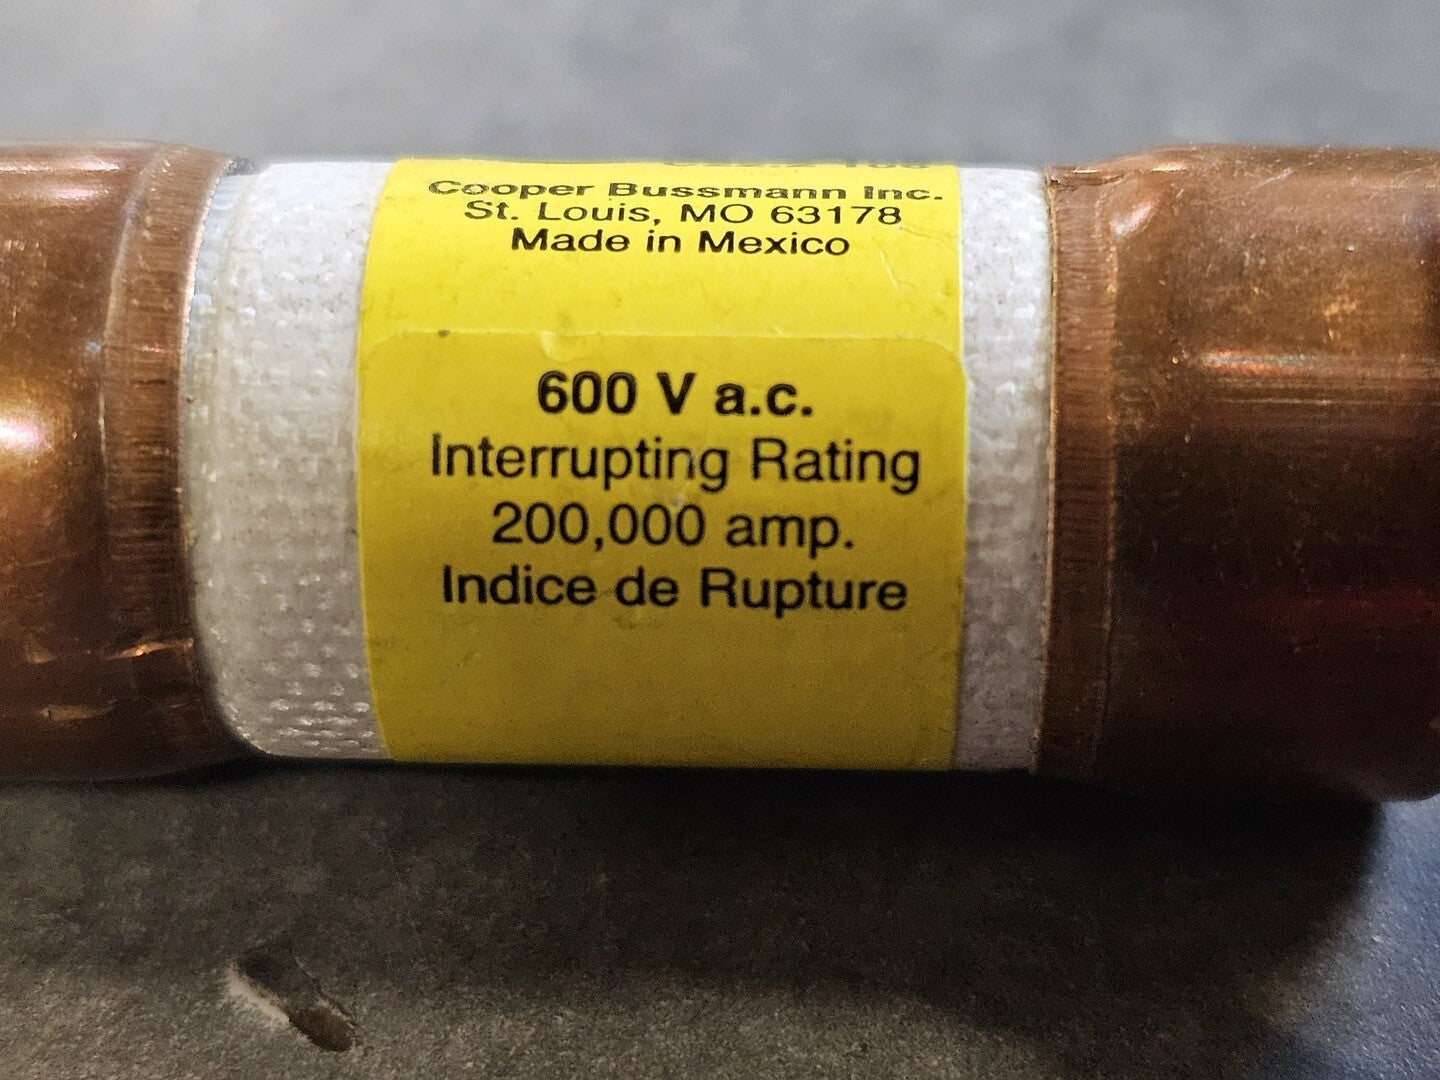 Cooper Bussmann Inc.
St. Louis, MO 63178
Made in Mexico
600 V a.c.
Interrupting Rating
200,000 amp.
Indice de Rupture